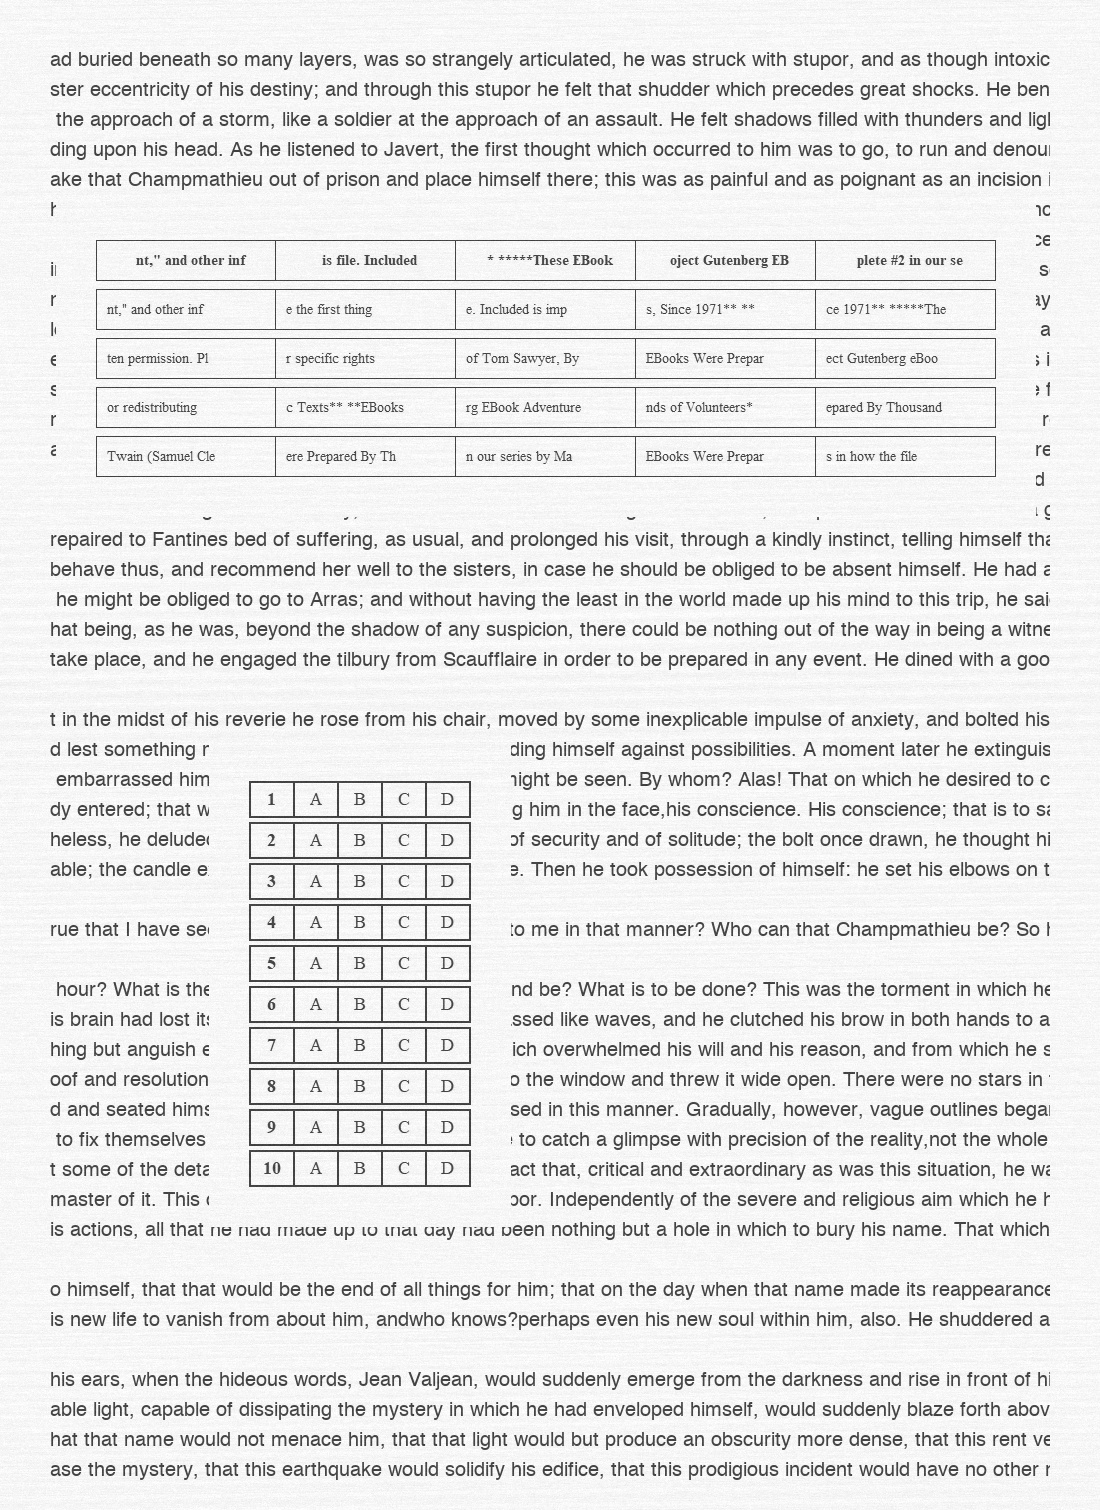 ad buried beneath so many layers, was so strangely articulated, he was struck with stupor, and as though intoxic
ster eccentricity of his destiny; and through this stupor he felt that shudder which precedes great shocks. He ben
the approach of a storm, like a soldier at the approach of an assault. He felt shadows filled with thunders and
ding upon his head. As he listened to Javert, the first thought which occurred to him was to go, to run and
ake that Champmathieu out of prison and place himself there; this was as painful and as poignant as an incision
nt," and other inf is file. Included * *****These EBook oject Gutenberg EB plete #2 in our se
nt," and other inf e the first thing e. Included is imp s, Since 1971** ** ce 1971** *****The
ten permission. Pl r specific rights of Tom Sawyer, By EBooks Were Prepar ect Gutenberg eBoo
or redistributing c Texts** **EBooks rg EBook Adventure nds of Volunteers* epared By Thousand
Twain (Samuel Cle ere Prepared By Th n our series by Ma EBooks Were Prepar s in how the file
repaired to Fantines bed of suffering, as usual, and prolonged his visit, through a kindly instinct, telling himself
behave thus, and recommend her well to the sisters, in case he should be obliged to be absent himself. He had
he might be obliged to go to Arras; and without having the least in the world made up his mind to this trip, he
hat being, as he was, beyond the shadow of any suspicion, there could be nothing out of the way in being a
take place, and he engaged the tilbury from Scaufflaire in order to be prepared in any event. He dined with a goo
t in the midst of his reverie he rose from his chair, moved by some inexplicable impulse of anxiety, and bolted his
d lest something ding himself against possibilities. A moment later he extinguis
embarrassed him ight be seen. By whom? Alas! That on which he desired to c
dy entered; that w g him in the face,his conscience. His conscience; that is to
heless, he deluded of security and of solitude; the bolt once drawn, he thought
able; the candle e. Then he took possession of himself: he set his elbows on
rue that I have to me in that manner? Who can that Champmathieu be? So
hour? What is the nd be? What is to be done? This was the torment in which
is brain had lost ssed like waves, and he clutched his brow in both hands to a
hing but anguish ich overwhelmed his will and his reason, and from which he
oof and resolution o the window and threw it wide open. There were no stars in
d and seated sed in this manner. Gradually, however, vague outlines
to fix themselves to catch a glimpse with precision of the reality,not the whole
t some of the act that, critical and extraordinary as was this situation, he
master of it. This por. Independently of the severe and religious aim which he
1 A B C D
2 A B C D
3 A B C D
4 A B C D
5 A B C D
6 A B C D
7 A B C D
8 A B C D
9 A B C D
10 A B C D
is actions, all that he had made up to that day had been nothing but a hole in which to bury his name. That which
o himself, that that would be the end of all things for him; that on the day when that name made its reappearance
is new life to vanish from about him, andwho knows?perhaps even his new soul within him, also. He shuddered a
his ears, when the hideous words, Jean Valjean, would suddenly emerge from the darkness and rise in front of
able light, capable of dissipating the mystery in which he had enveloped himself, would suddenly blaze forth
hat that name would not menace him, that that light would but produce an obscurity more dense, that this rent ve
ase the mystery, that this earthquake would solidify his edifice, that this prodigious incident would have no other